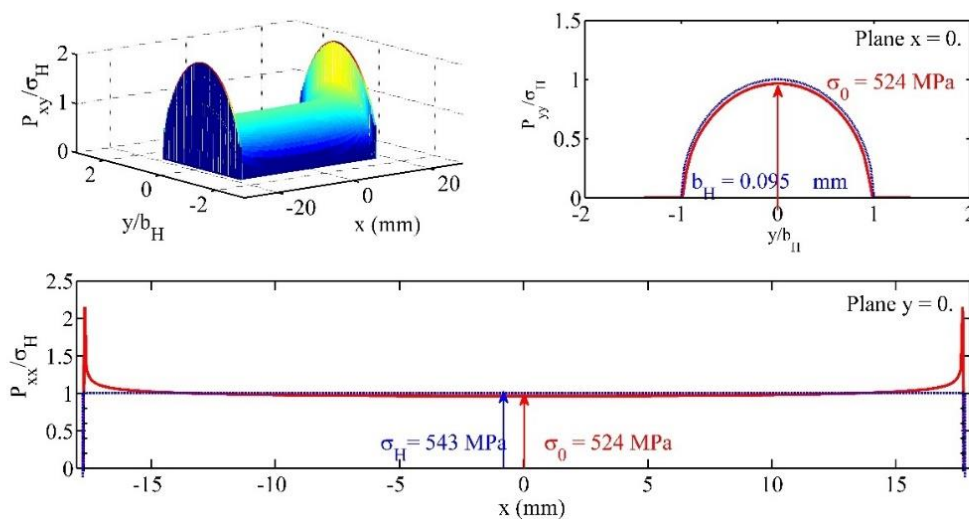 P_xy/σ_H
2
1
0
2
0
-2
y/b_H
-20
0
20
x (mm)
1.5
1
0.5
0
P_yy/σ_H
Plane x = 0.
σ_0 = 524 MPa
b_H = 0.095 mm
-2
-1
0
1
2
y/b_H
2.5
2
1.5
1
0.5
0
P_xx/σ_H
Plane y = 0.
σ_H = 543 MPa
σ_0 = 524 MPa
-15
-10
-5
0
5
10
15
x (mm)